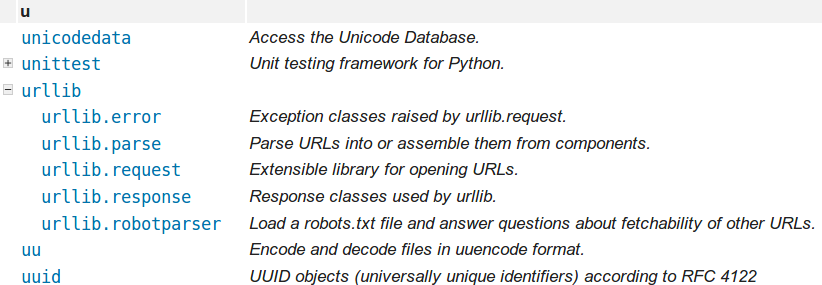 u
unicodedata Access the Unicode Database.
unittest Unit testing framework for Python.
urllib
urllib.error Exception classes raised by urllib.request.
urllib.parse Parse URLs into or assemble them from components.
urllib.request Extensible library for opening URLs.
urllib.response Response classes used by urllib.
urllib.robotparser Load a robots.txt file and answer questions about fetchability of other URLs.
uu Encode and decode files in uuencode format.
uuid UUID objects (universally unique identifiers) according to RFC 4122